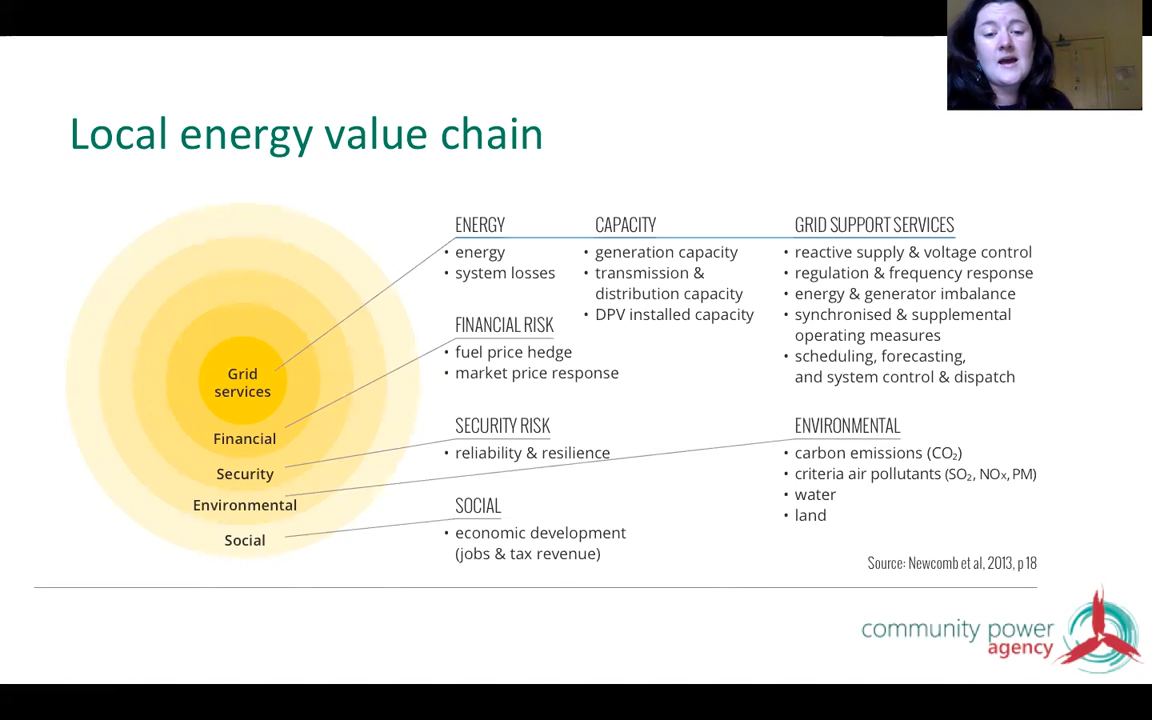 Local energy value chain
Grid
services
Financial
Security
Environmental
Social
ENERGY
• energy
• system losses
CAPACITY
• generation capacity
• transmission &
distribution capacity
• DPV installed capacity
GRID SUPPORT SERVICES
• reactive supply & voltage control
• regulation & frequency response
• energy & generator imbalance
• synchronised & supplemental
operating measures
• scheduling, forecasting,
and system control & dispatch
FINANCIAL RISK
• fuel price hedge
• market price response
SECURITY RISK
• reliability & resilience
ENVIRONMENTAL
• carbon emissions (CO₂)
• criteria air pollutants (SO₂, NOx, PM)
• water
• land
SOCIAL
• economic development
(jobs & tax revenue)
Source: Newcomb et al, 2013, p 18
community power
agency